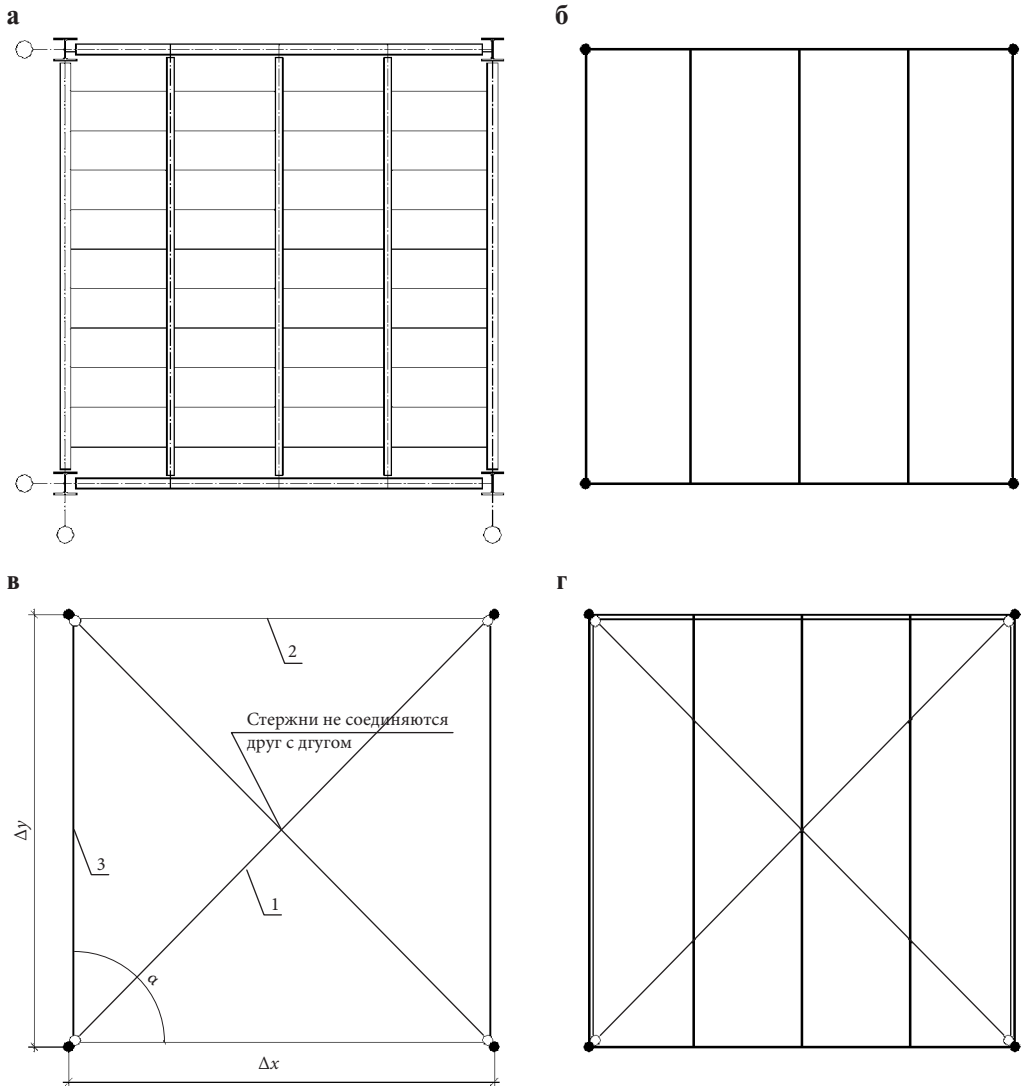 а
б
в
г
2
Стержни не соединяются
друг с дгугом
Δy
3
1
α
Δx